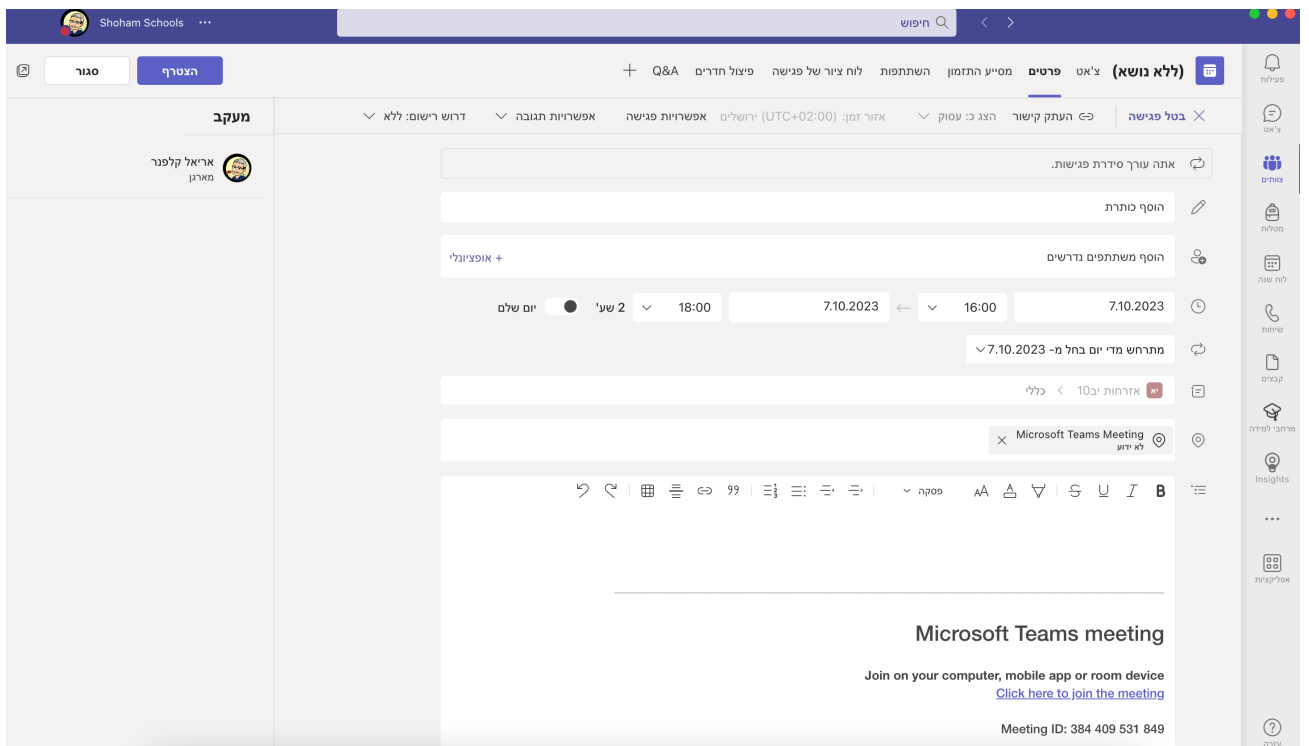 Shoham Schools
חיפוש
(ללא נושא) צ'אט פרטים מסייע התזמון השתתפות לוח ציור של פגישה פיצול חדרים Q&A
הצטרף סגור
בטל פגישה העתק קישור הצג כ: עסוק אזור זמן: (UTC+02:00) ירושלים אפשרויות פגישה אפשרויות תגובה דרוש רישום: ללא
מעקב
אריאל קלפנר
מארגן
אתה עורך סידרת פגישות.
הוסף כותרת
הוסף משתתפים נדרשים + אופציונלי
7.10.2023 16:00 7.10.2023 18:00 2 שע' יום שלם
מתרחש מדי יום בחל מ- 7.10.2023
יא אזרחות יב10 כללי
Microsoft Teams Meeting
לא ידוע
פסקה
Microsoft Teams meeting
Join on your computer, mobile app or room device
Click here to join the meeting
Meeting ID: 384 409 531 849
פעילות
צ'אט
צוותים
מטלות
לוח שנה
שיחות
קבצים
מרחבי למידה
Insights
אפליקציות
עזרה